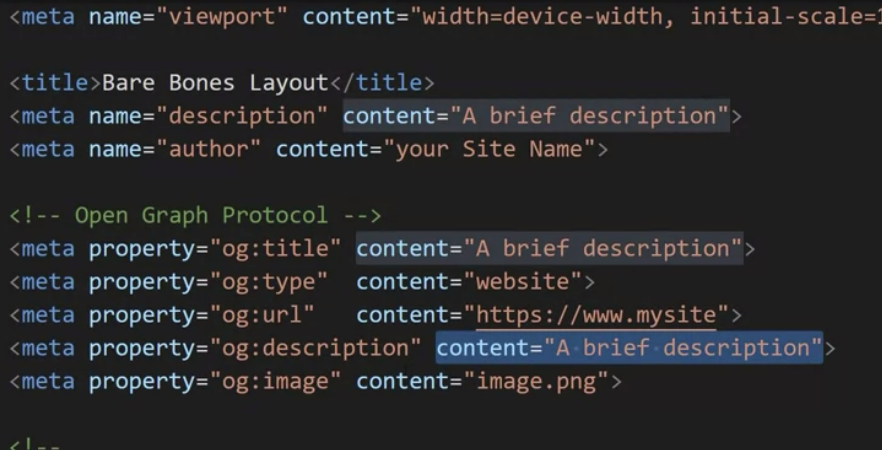 <meta name="viewport" content="width=device-width, initial-scale=1
<title>Bare Bones Layout</title>
<meta name="description" content="A brief description">
<meta name="author" content="your Site Name">
<!-- Open Graph Protocol -->
<meta property="og:title" content="A brief description">
<meta property="og:type"  content="website">
<meta property="og:url"   content="https://www.mysite">
<meta property="og:description" content="A brief description">
<meta property="og:image" content="image.png">
<!--